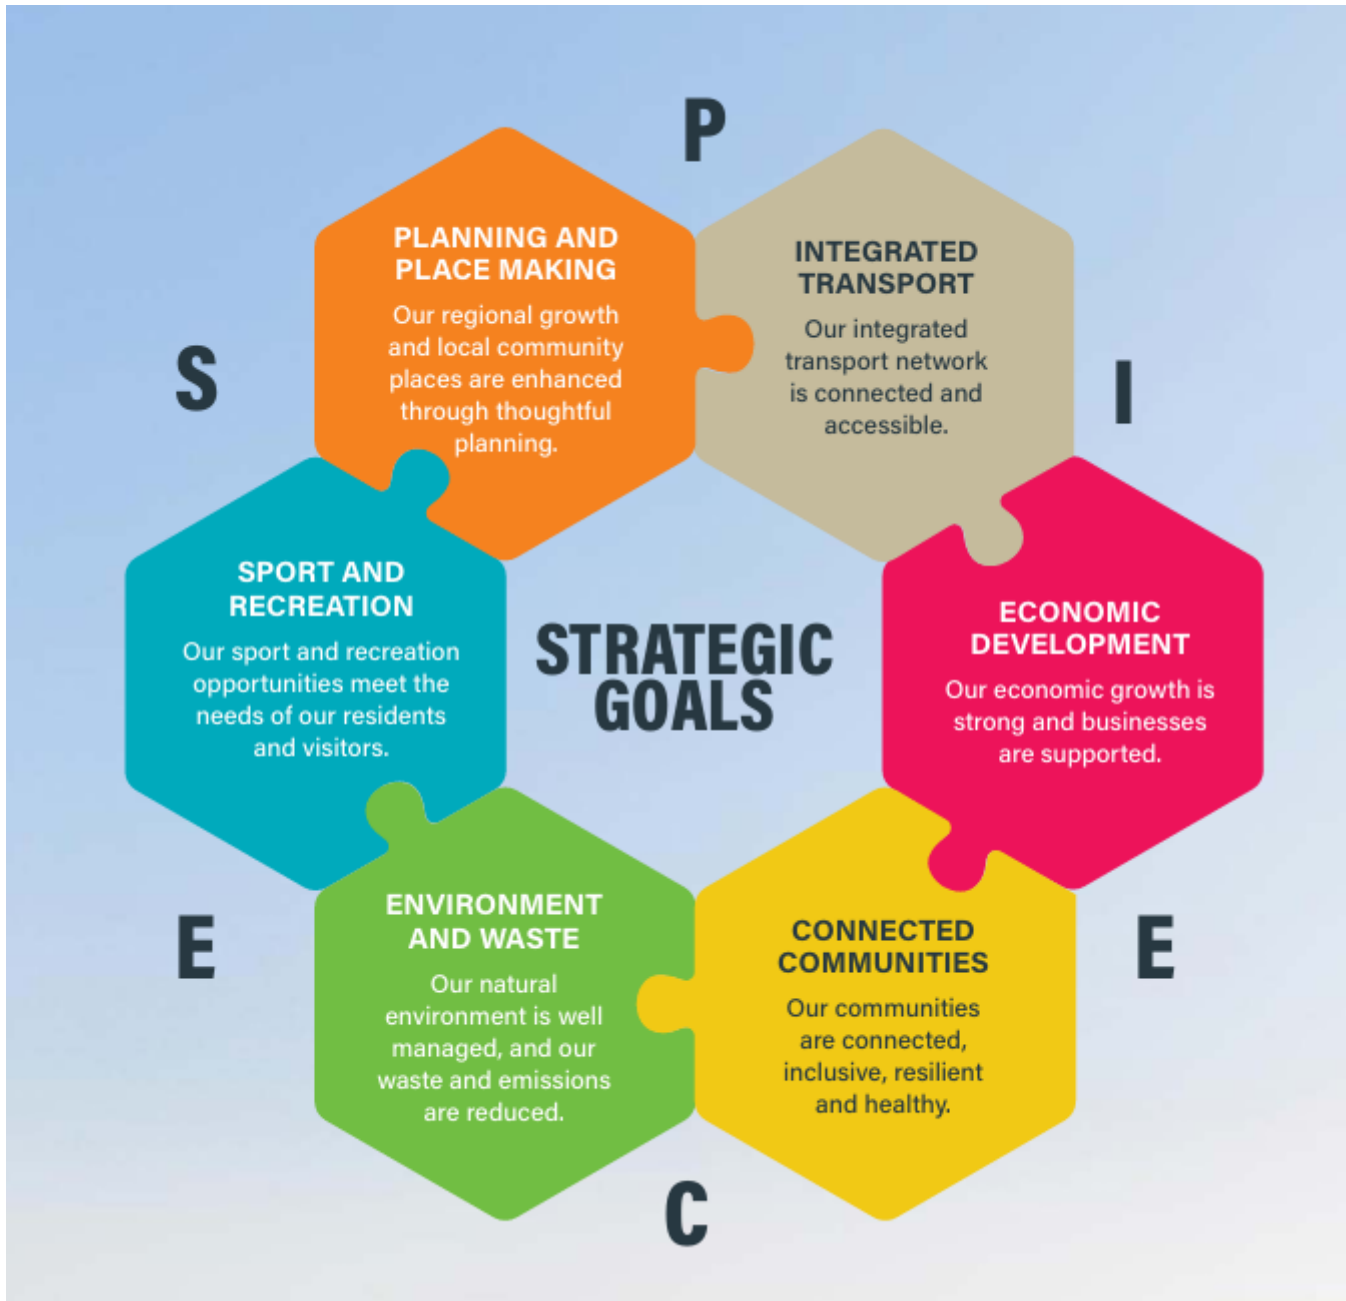 P
PLANNING AND
PLACE MAKING
Our regional growth
and local community
places are enhanced
through thoughtful
planning.
INTEGRATED
TRANSPORT
Our integrated
transport network
is connected and
accessible.
S
I
SPORT AND
RECREATION
Our sport and recreation
opportunities meet the
needs of our residents
and visitors.
STRATEGIC
GOALS
ECONOMIC
DEVELOPMENT
Our economic growth is
strong and businesses
are supported.
E
ENVIRONMENT
AND WASTE
Our natural
environment is well
managed, and our
waste and emissions
are reduced.
CONNECTED
COMMUNITIES
Our communities
are connected,
inclusive, resilient
and healthy.
E
C